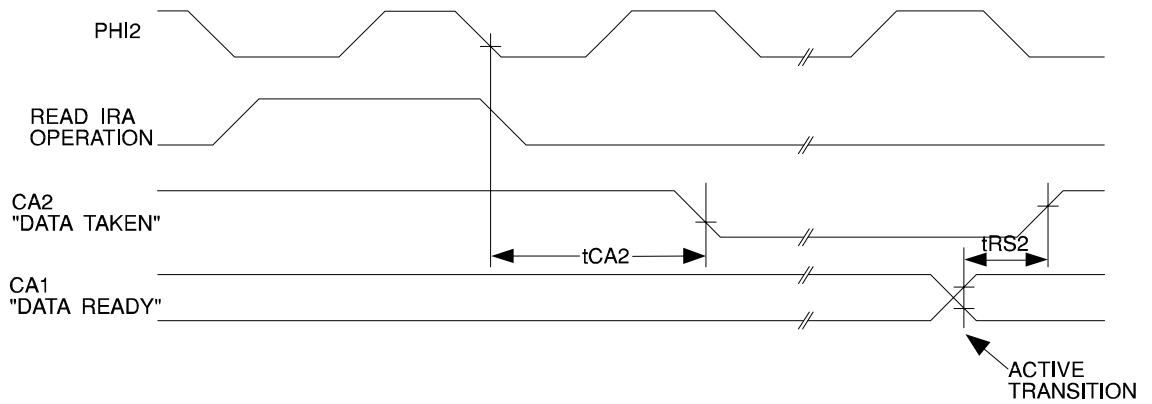 PHI2
READ IRA
OPERATION
CA2
"DATA TAKEN"
tCA2
tRS2
CA1
"DATA READY"
ACTIVE
TRANSITION